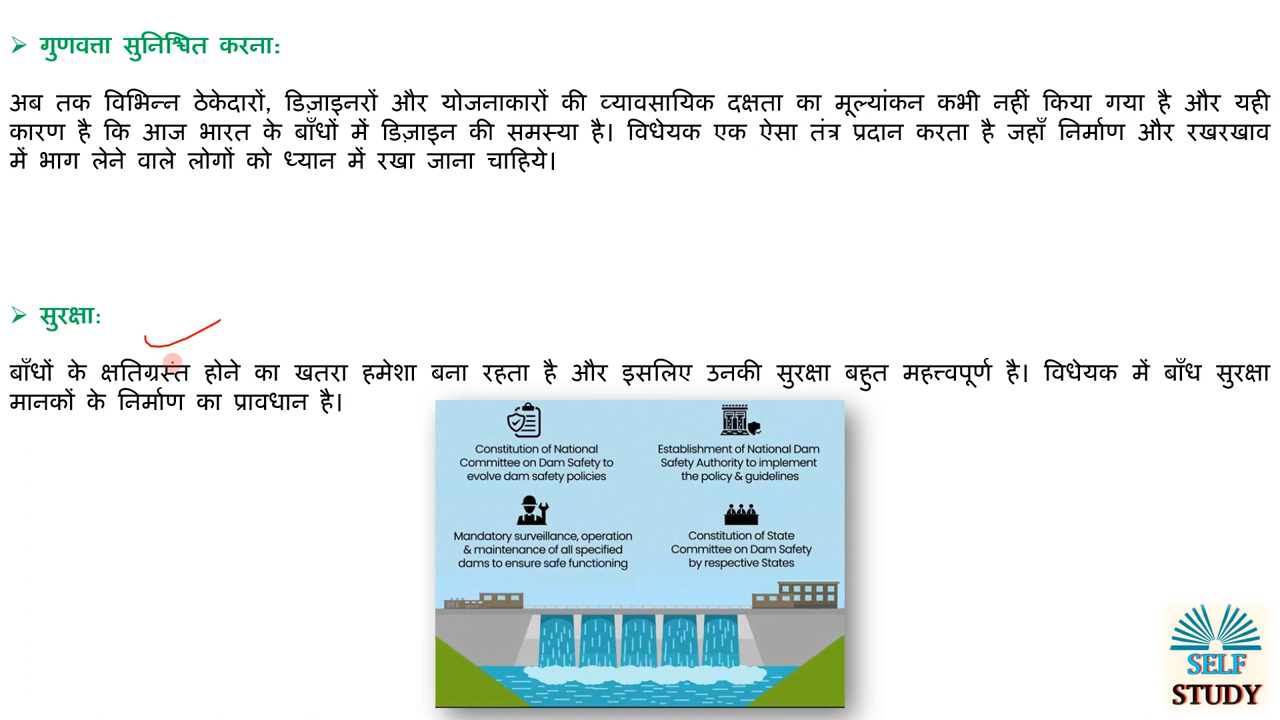 गुणवत्ता सुनिश्चित करना:
अब तक विभिन्न ठेकेदारों, डिज़ाइनरों और योजनाकारों की व्यावसायिक दक्षता का मूल्यांकन कभी नहीं किया गया है और यही
कारण है कि आज भारत के बाँधों में डिज़ाइन की समस्या है। विधेयक एक ऐसा तंत्र प्रदान करता है जहाँ निर्माण और रखरखाव
में भाग लेने वाले लोगों को ध्यान में रखा जाना चाहिये।
सुरक्षा:
बाँधों के क्षतिग्रस्त होने का खतरा हमेशा बना रहता है और इसलिए उनकी सुरक्षा बहुत महत्त्वपूर्ण है। विधेयक में बाँध सुरक्षा
मानकों के निर्माण का प्रावधान है।
Constitution of National
Committee on Dam Safety to
evolve dam safety policies
Establishment of National Dam
Safety Authority to implement
the policy & guidelines
Mandatory surveillance, operation
& maintenance of all specified
dams to ensure safe functioning
Constitution of State
Committee on Dam Safety
by respective States
SELF
STUDY